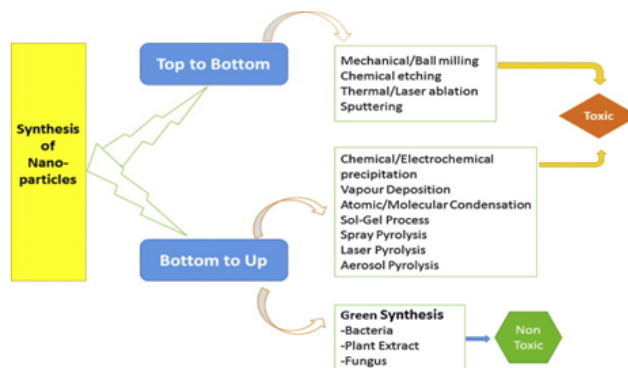 Synthesis
of
Nano-
particles
Top to Bottom
Mechanical/Ball milling
Chemical etching
Thermal/Laser ablation
Sputtering
Toxic
Chemical/Electrochemical
precipitation
Vapour Deposition
Atomic/Molecular Condensation
Sol-Gel Process
Spray Pyrolysis
Laser Pyrolysis
Aerosol Pyrolysis
Bottom to Up
Green Synthesis
-Bacteria
-Plant Extract
-Fungus
Non
Toxic